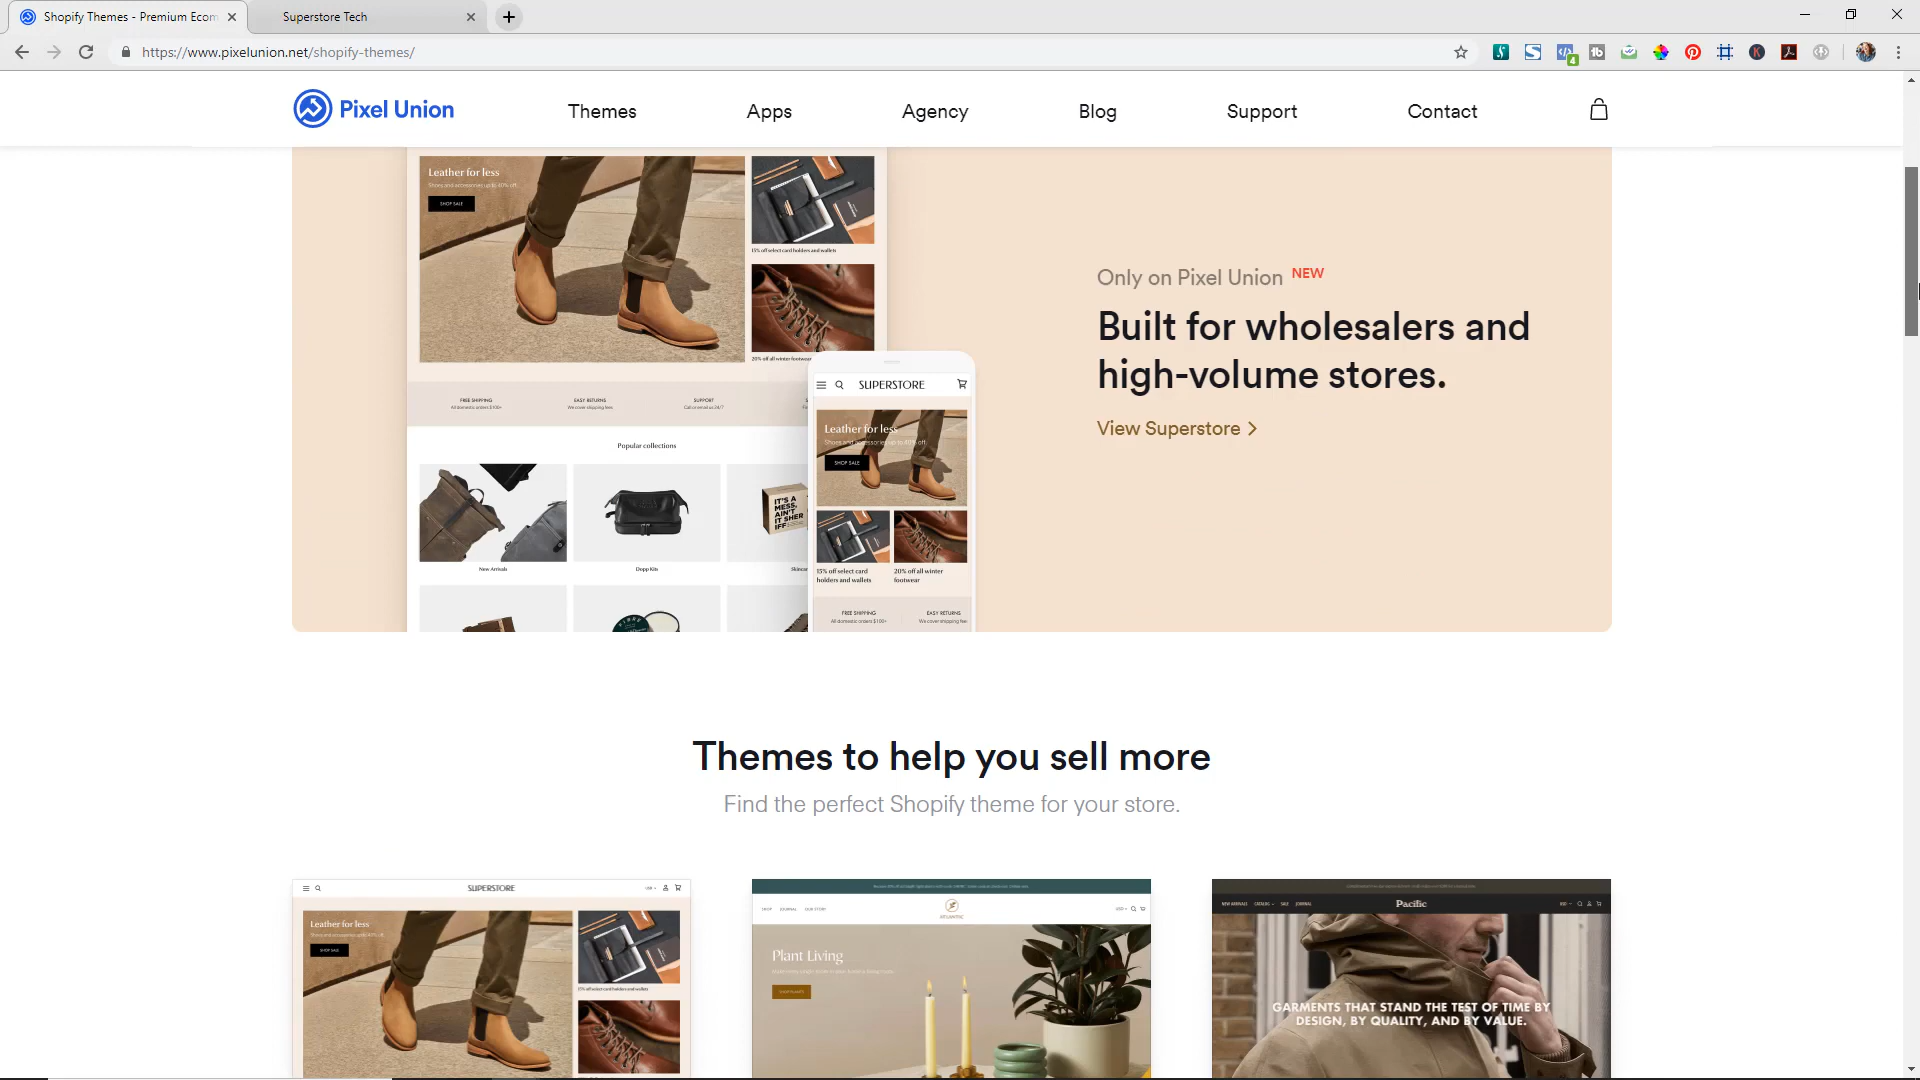 Shopify Themes - Premium Ecom
Superstore Tech
https://www.pixelunion.net/shopify-themes/
4
Pixel Union
Themes
Apps
Agency
Blog
Support
Contact
Leather for less
Shoes and accessories up to 40% off.
SHOP SALE
15% off select card holders and wallets
20% off all winter footwear
FREE SHIPPING
All domestic orders $100+
EASY RETURNS
We cover shipping fees
SUPPORT
Call or email us 24/7
Popular collections
IT'S A
MESS,
AIN'T
IT SHER
IFF
New Arrivals
Dopp Kits
Skincar
SUPERSTORE
Leather for less
Shoes and accessories up to 40% off.
SHOP SALE
15% off select card
holders and wallets
20% off all winter
footwear
FREE SHIPPING
All domestic orders $100+
EASY RETURNS
We cover shipping fee
Only on Pixel Union NEW
Built for wholesalers and
high-volume stores.
View Superstore
Themes to help you sell more
Find the perfect Shopify theme for your store.
SUPERSTORE
Leather for less
Shoes and accessories up to 40% off.
SHOP SALE
15% off select card holders and wallets
SHOP
JOURNAL
OUR STORY
ATLANTIC
Plant Living
SHOP PLANTS
NEW ARRIVALS
CATALOG
SALE
JOURNAL
Pacific
GARMENTS THAT STAND THE TEST OF TIME BY
DESIGN, BY QUALITY, AND BY VALUE.